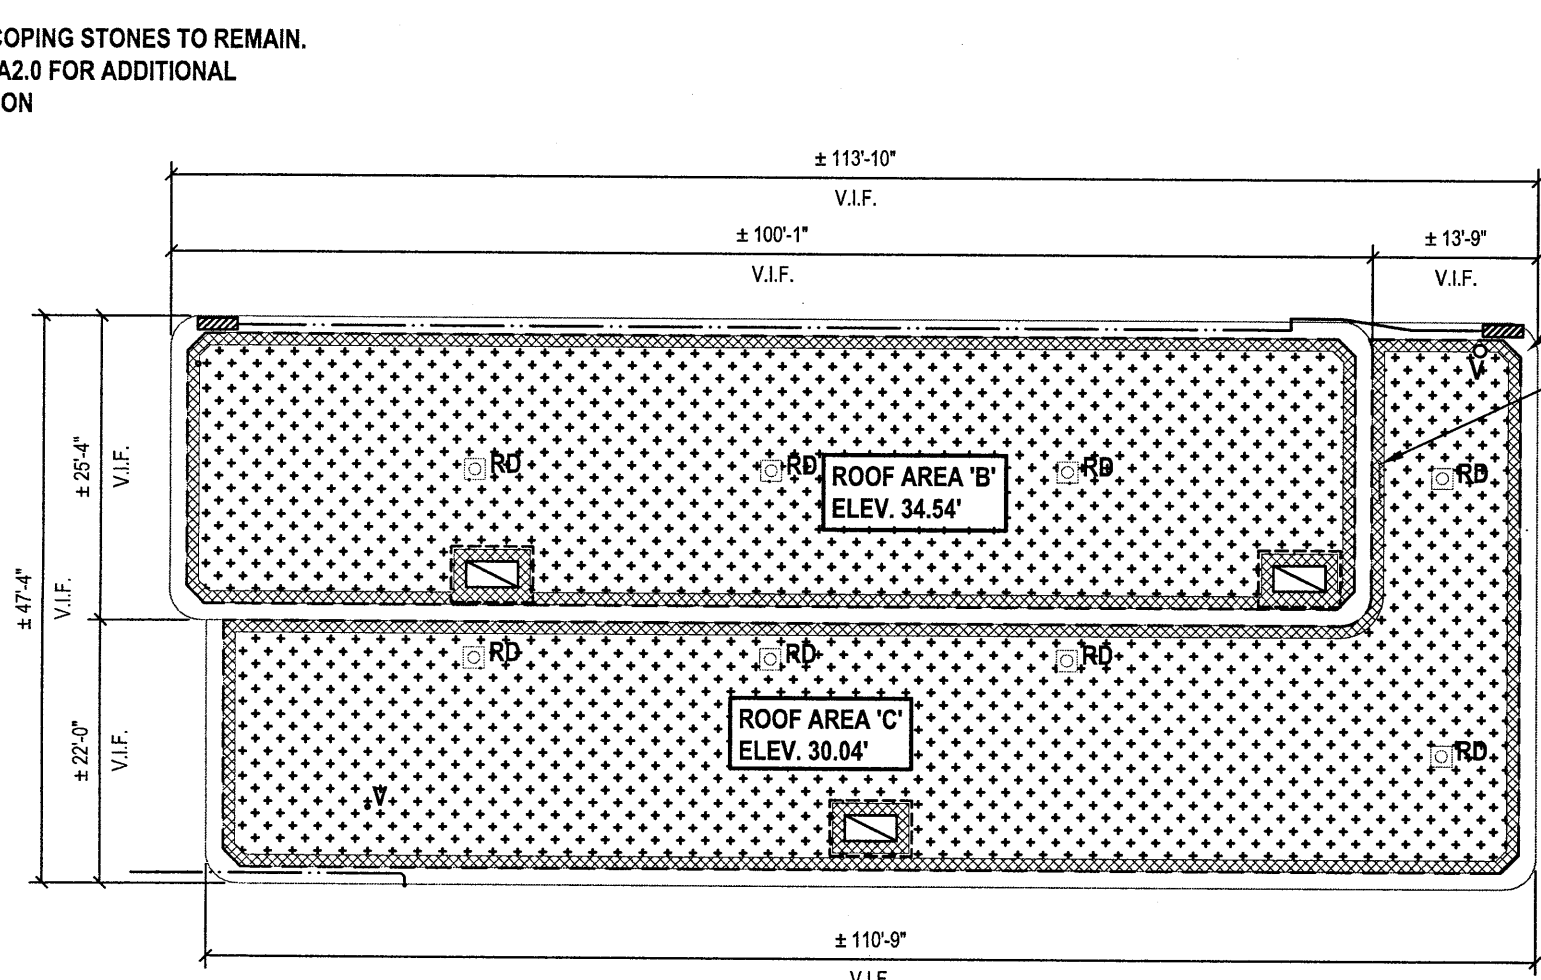 COPING STONES TO REMAIN.
A2.0 FOR ADDITIONAL
ON
± 113'-10"
V.I.F.
± 100'-1"
V.I.F.
± 13'-9"
V.I.F.
± 47'-4"
V.I.F.
± 25'-4"
V.I.F.
± 22'-0"
V.I.F.
V
RD
RD
RD
RD
ROOF AREA 'B'
ELEV. 34.54'
RD
RD
RD
ROOF AREA 'C'
ELEV. 30.04'
RD
V
± 110'-9"
V.I.F.